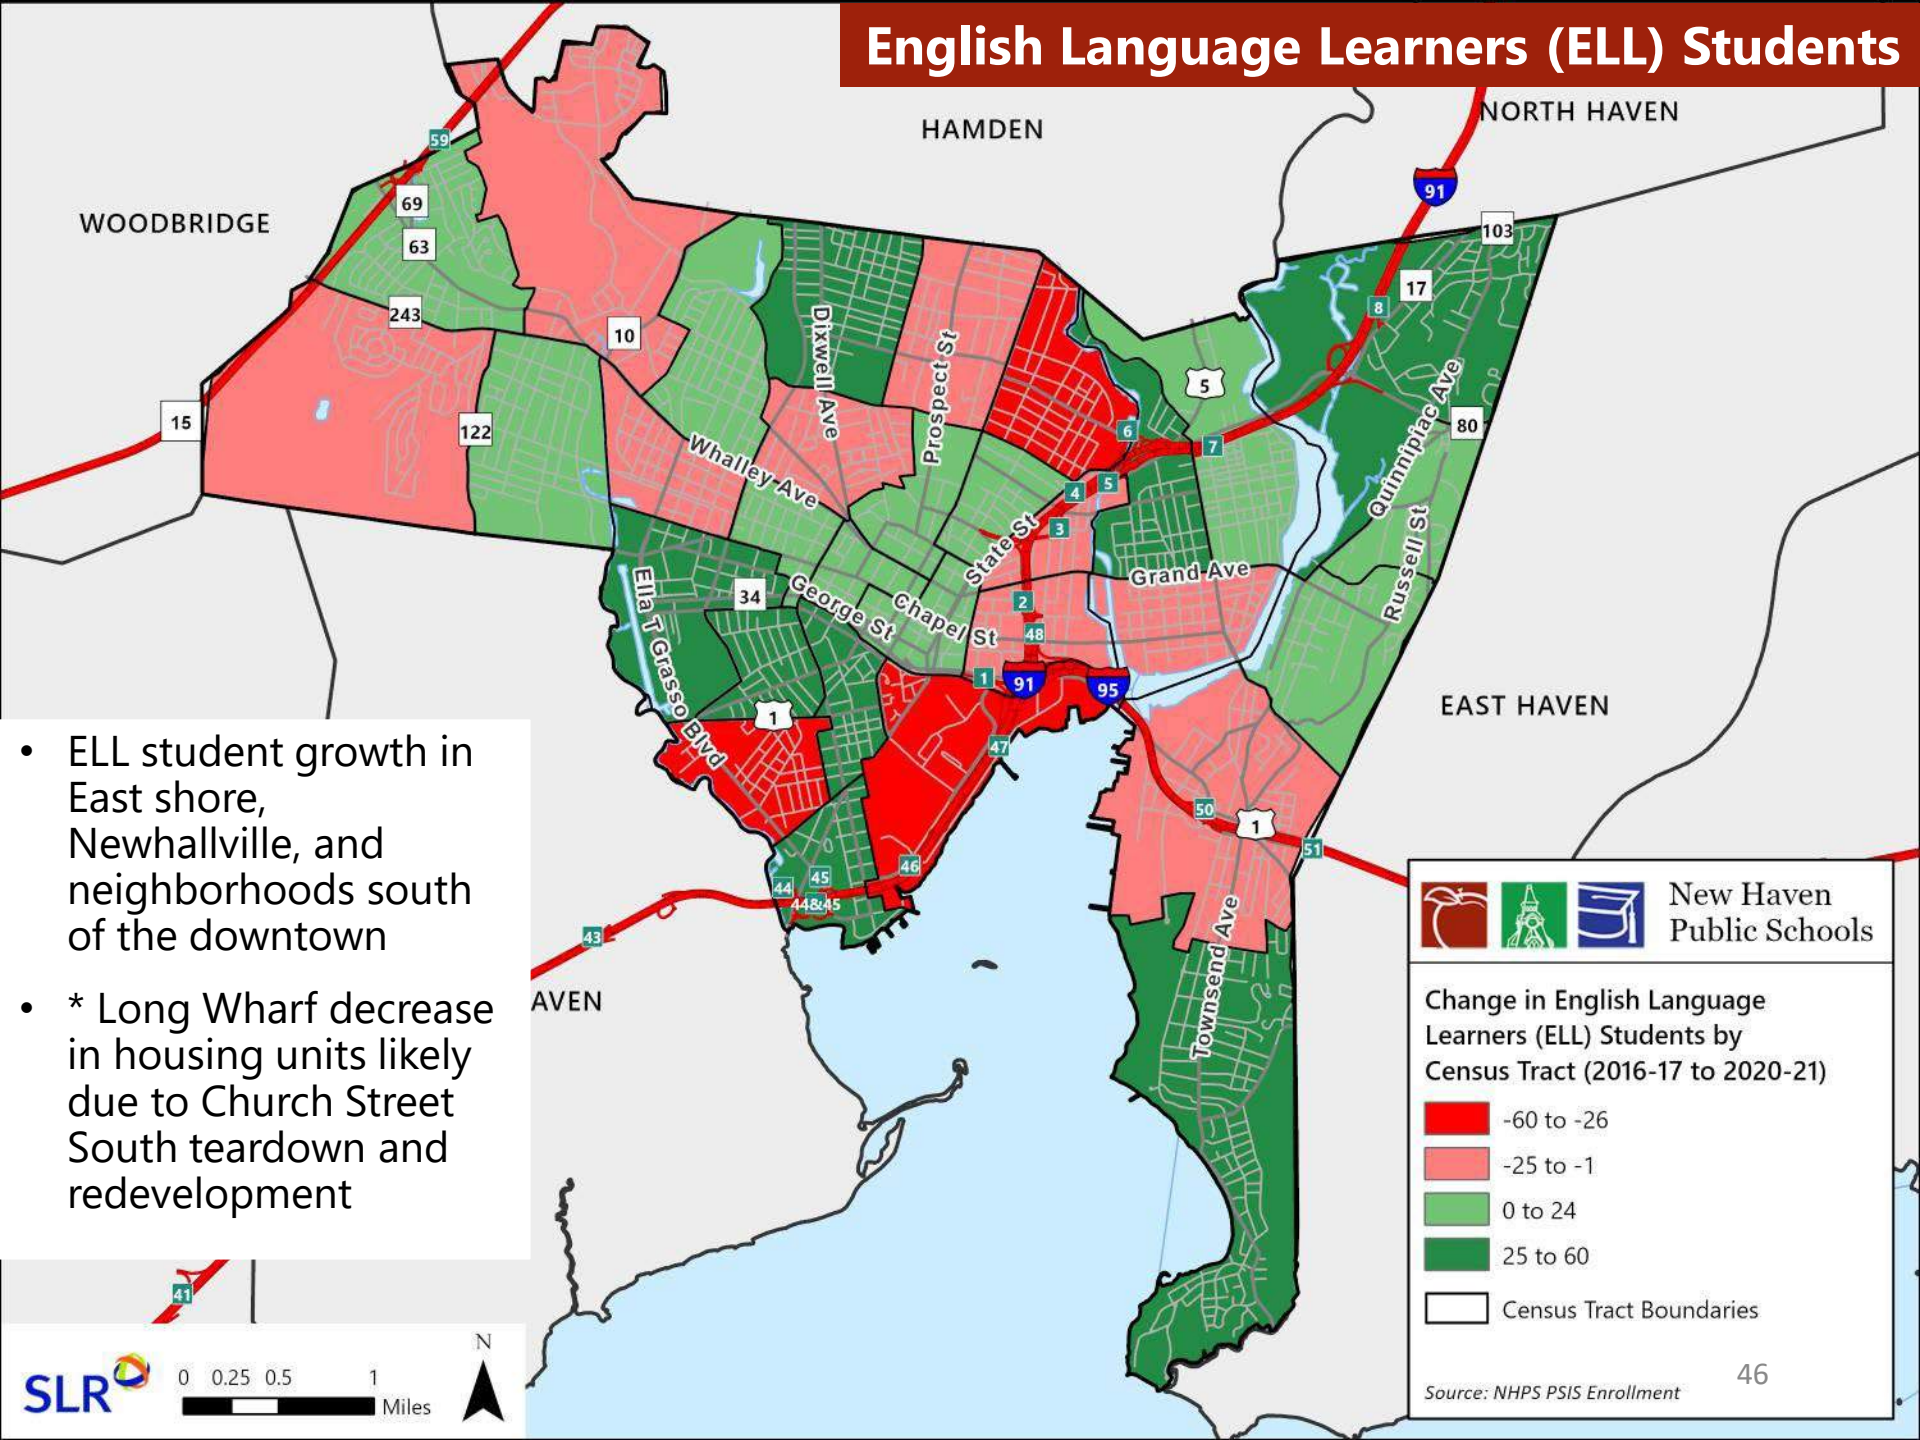 English Language Learners (ELL) Students
HAMDEN
NORTH HAVEN
WOODBRIDGE
EAST HAVEN
AVEN
59
69
63
243
10
15
122
91
103
17
8
5
80
6
7
5
4
3
2
48
1
91
95
34
1
47
46
45
44
44&45
43
41
50
1
51
Dixwell Ave
Prospect St
Whalley Ave
Quinnipiac Ave
Russell St
State St
Grand Ave
George St
Chapel St
Ella T Grasso Blvd
Townsend Ave
• ELL student growth in
East shore,
Newhallville, and
neighborhoods south
of the downtown
• * Long Wharf decrease
in housing units likely
due to Church Street
South teardown and
redevelopment
SLR
0 0.25 0.5 1
Miles
N
New Haven
Public Schools
Change in English Language
Learners (ELL) Students by
Census Tract (2016-17 to 2020-21)
-60 to -26
-25 to -1
0 to 24
25 to 60
Census Tract Boundaries
46
Source: NHPS PSIS Enrollment